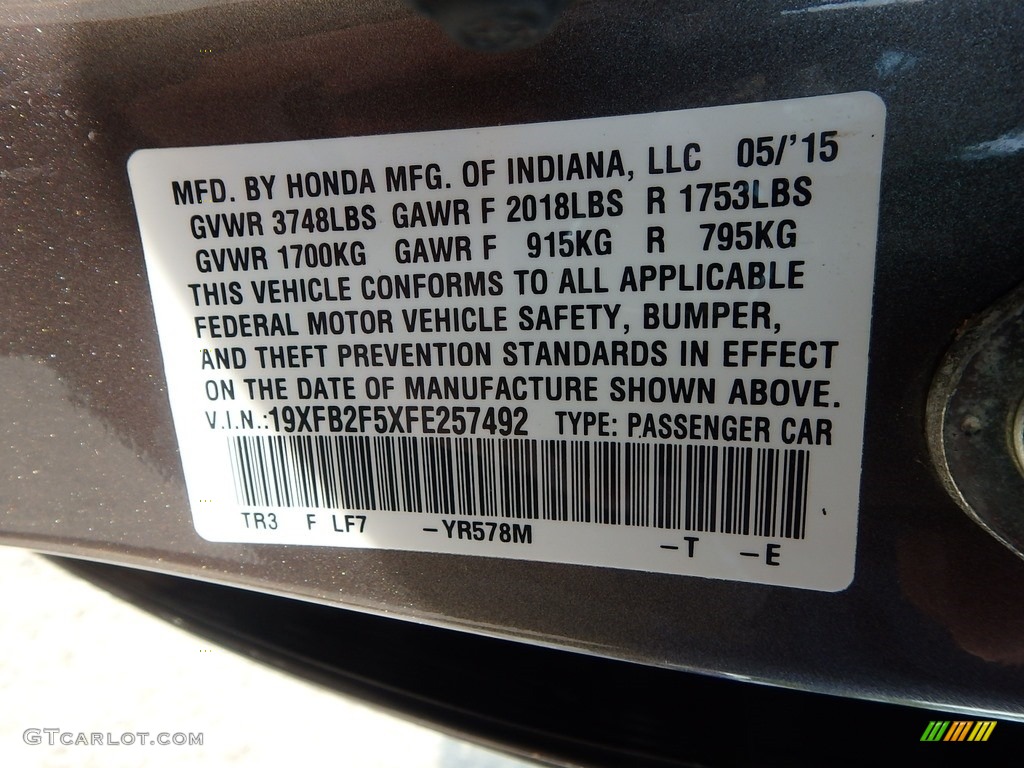 MFD. BY HONDA MFG. OF INDIANA, LLC 05/'15
GVWR 3748LBS GAWR F 2018LBS R 1753LBS
GVWR 1700KG GAWR F 915KG R 795KG
THIS VEHICLE CONFORMS TO ALL APPLICABLE
FEDERAL MOTOR VEHICLE SAFETY, BUMPER,
AND THEFT PREVENTION STANDARDS IN EFFECT
ON THE DATE OF MANUFACTURE SHOWN ABOVE.
V.I.N.:19XFB2F5XFE257492 TYPE: PASSENGER CAR
TR3 F LF7 –YR578M –T –E
GTCARLOT.COM